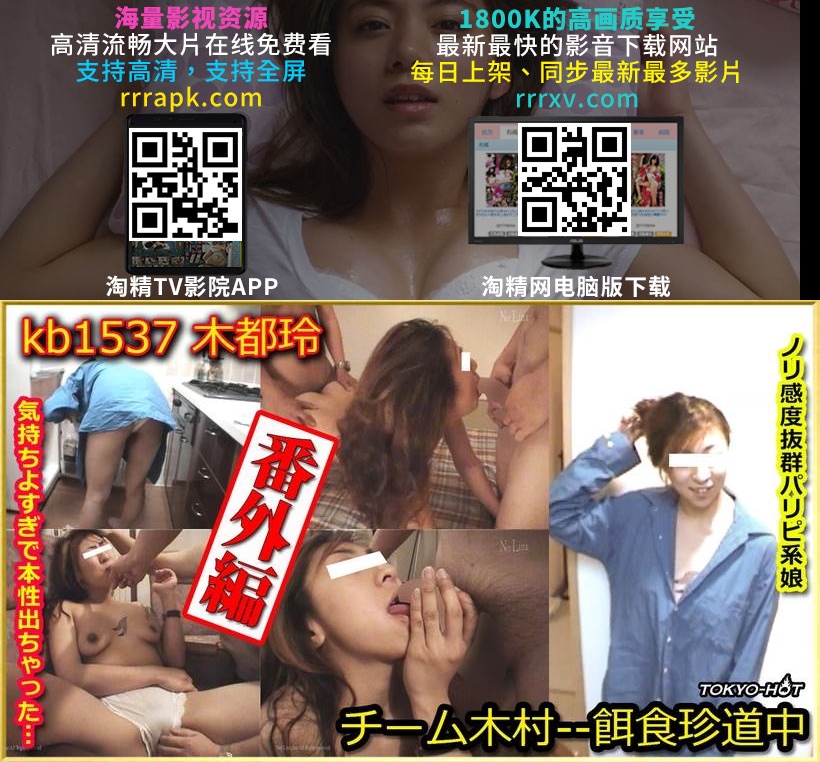 海量影视资源
高清流畅大片在线免费看
支持高清，支持全屏
rrrapk.com
1800K的高画质享受
最新最快的影音下载网站
每日上架、同步最新最多影片
rrrxv.com
淘精TV影院APP
淘精网电脑版下载
kb1537 木都玲
気持ちよすぎで本性出ちゃった…
番外編
ノリ感度抜群パリピ系娘
TOKYO-HOT
チーム木村--餌食珍道中